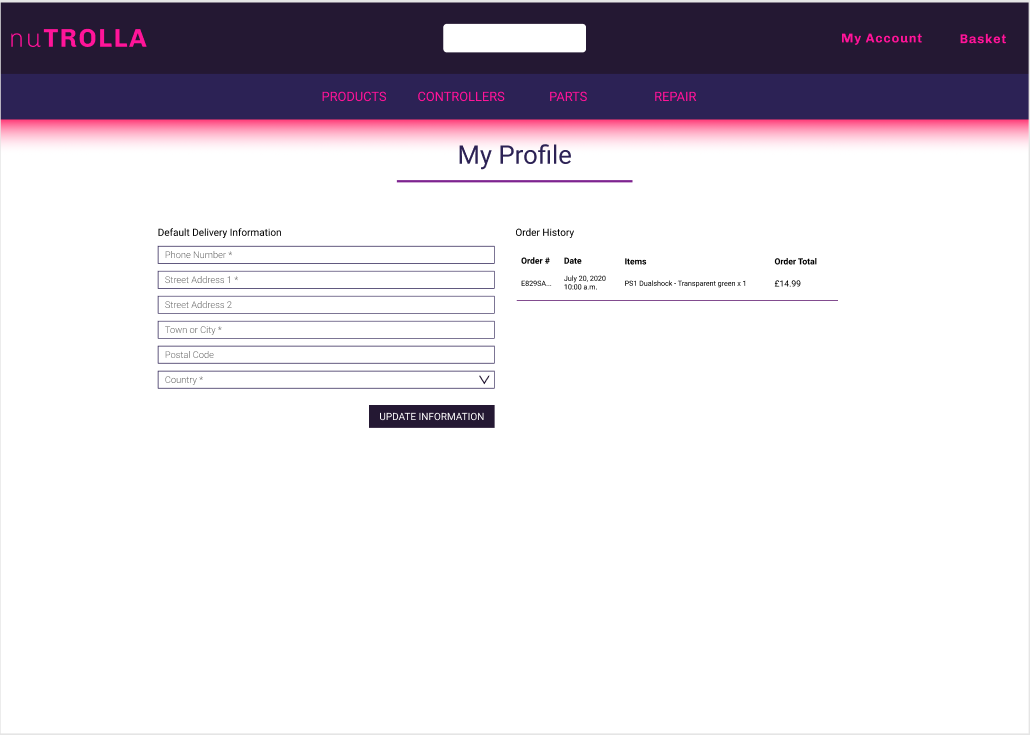 nuTROLLA
My Account
Basket
PRODUCTS CONTROLLERS PARTS REPAIR
My Profile
Default Delivery Information
Phone Number *
Street Address 1 *
Street Address 2
Town or City *
Postal Code
Country *
UPDATE INFORMATION
Order History
Order # Date Items Order Total
E829SA... July 20, 2020 PS1 Dualshock - Transparent green x 1 £14.99
10:00 a.m.